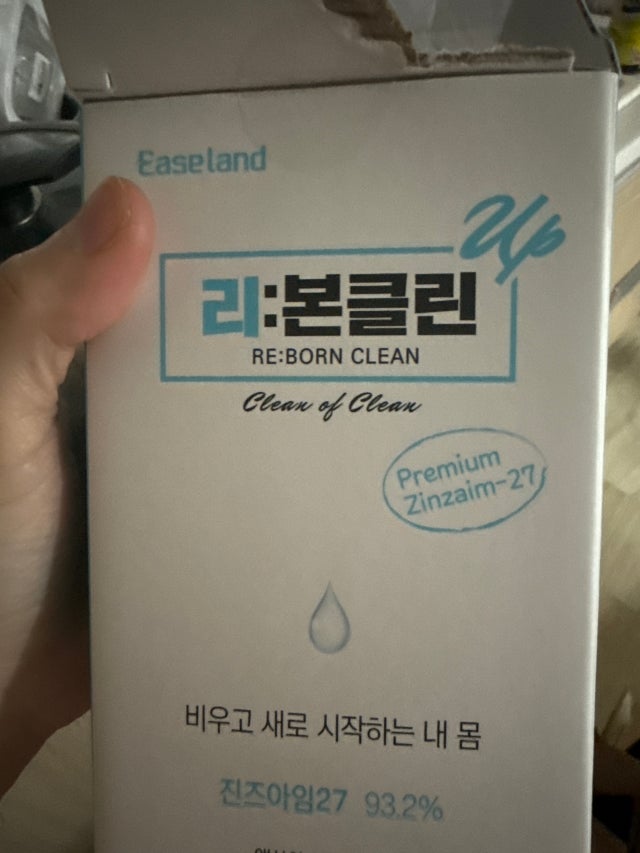 Easeland
Up
리:본클린
RE:BORN CLEAN
Clean of Clean
Premium
Zinzaim-27
비우고 새로 시작하는 내 몸
진즈아임27 93.2%